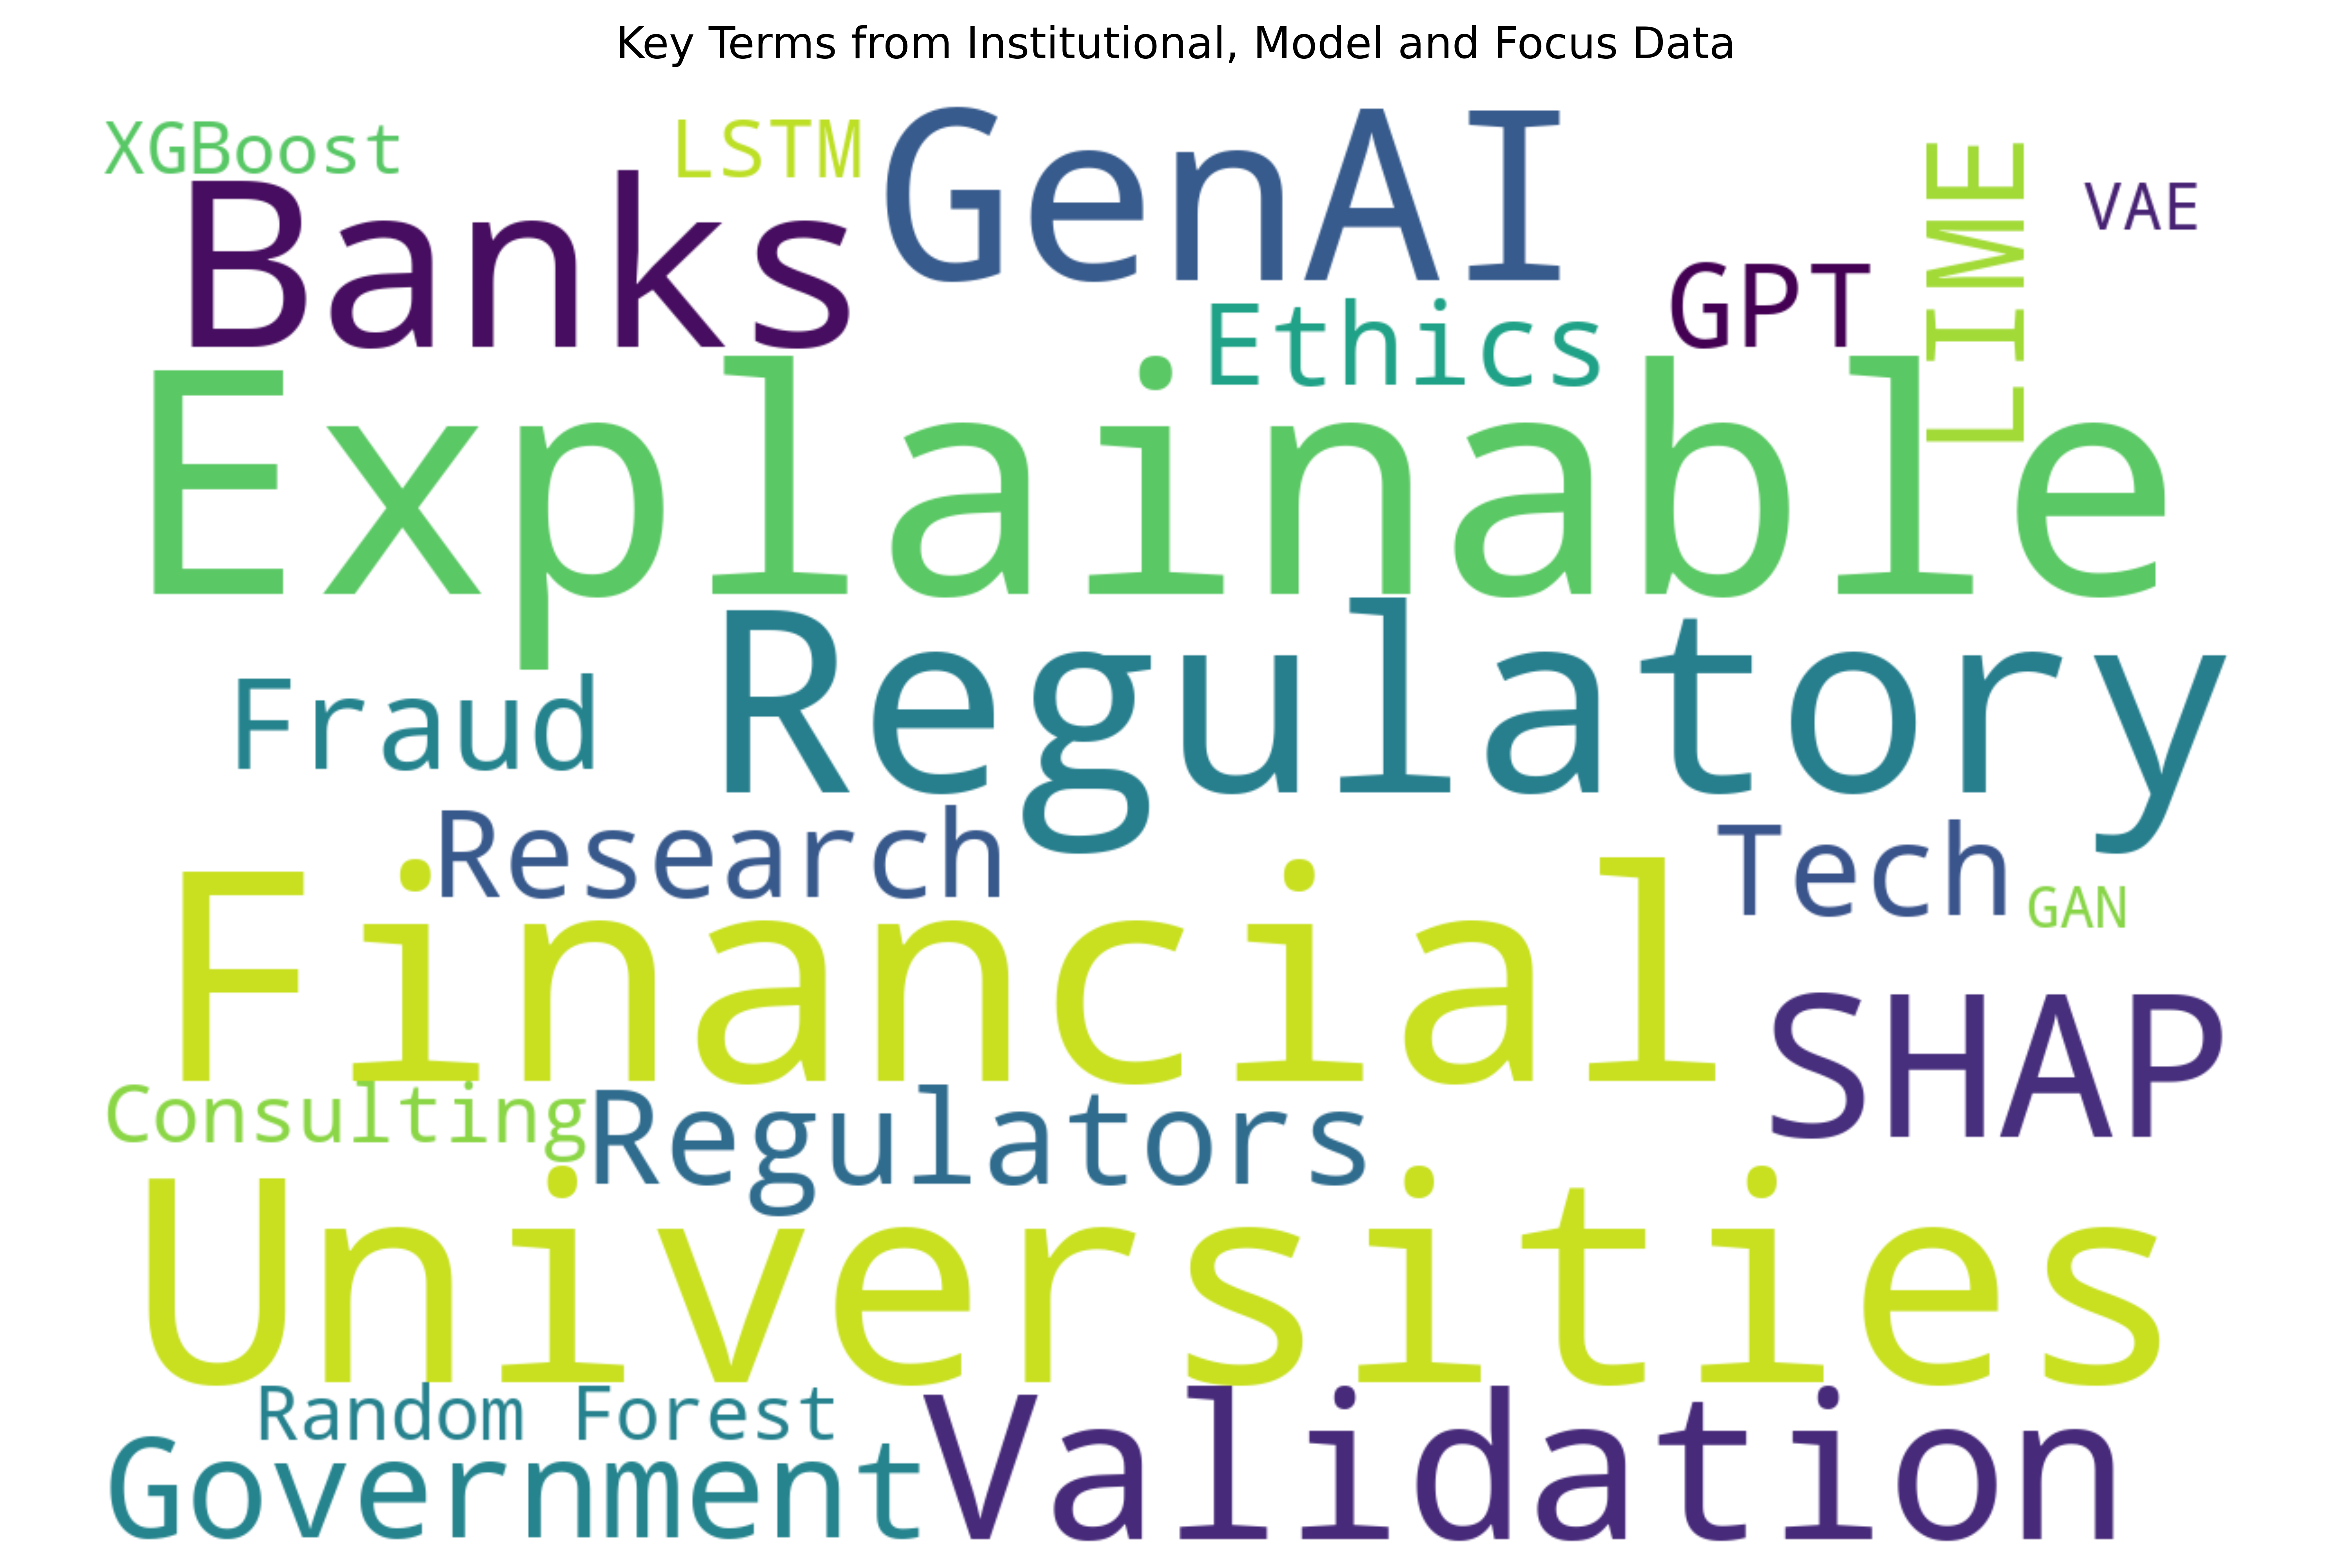 Key Terms from Institutional, Model and Focus Data
XGBoost
LSTM
GenAI
LIME
VAE
Banks
GPT
Ethics
Explainable
Regulatory
Fraud
Research
Tech
GAN
Financial
SHAP
Consulting
Regulators
Universities
Random Forest
Government
Validation